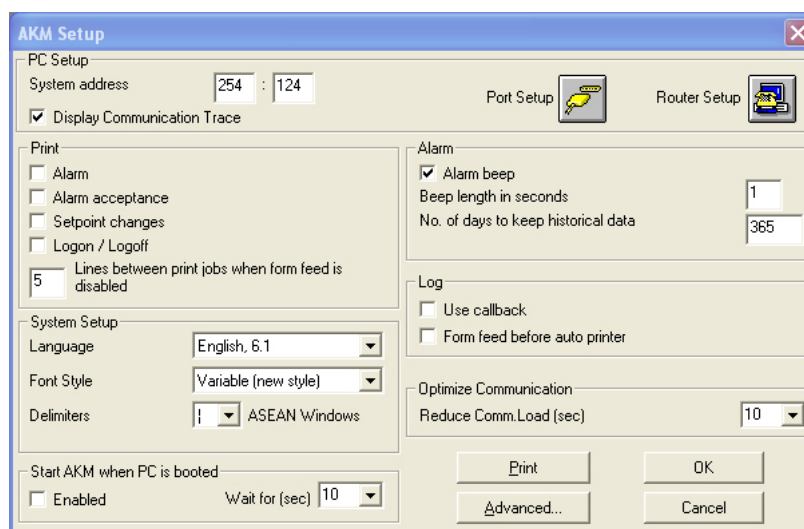 AKM Setup
PC Setup
System address 254 : 124
Port Setup
Router Setup
Display Communication Trace
Print
Alarm
Alarm acceptance
Setpoint changes
Logon / Logoff
5 Lines between print jobs when form feed is
disabled
System Setup
Language English, 6.1
Font Style Variable (new style)
Delimiters ¦ ASEAN Windows
Start AKM when PC is booted
Enabled Wait for (sec) 10
Alarm
Alarm beep
Beep length in seconds 1
No. of days to keep historical data 365
Log
Use callback
Form feed before auto printer
Optimize Communication
Reduce Comm.Load (sec) 10
Print OK
Advanced... Cancel